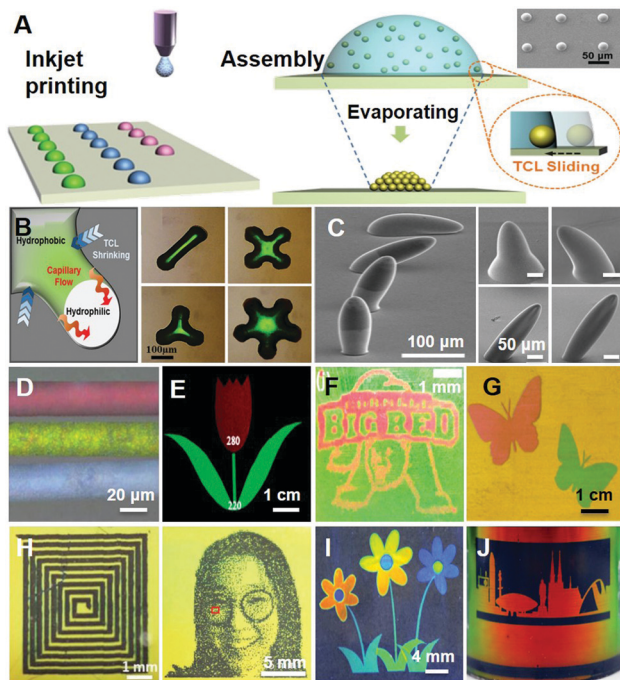 A
Inkjet
printing
Assembly
Evaporating
50 µm
TCL Sliding
B
Hydrophobic
TCL
Shrinking
Capillary
Flow
Hydrophilic
100µm
C
100 µm
50 µm
D
20 µm
E
280
220
1 cm
F
1 mm
BIG RED
G
1 cm
H
1 mm
5 mm
I
4 mm
J